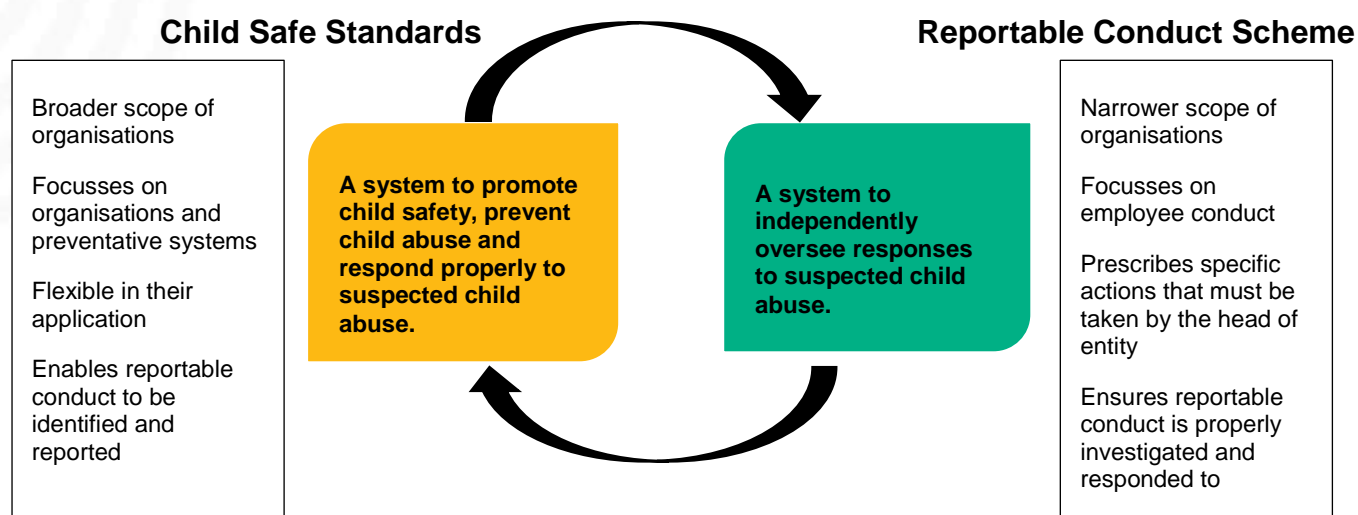 Child Safe Standards
Reportable Conduct Scheme
Broader scope of
organisations
Focusses on
organisations and
preventative systems
Flexible in their
application
Enables reportable
conduct to be
identified and
reported
A system to promote
child safety, prevent
child abuse and
respond properly to
suspected child
abuse.
A system to
independently
oversee responses
to suspected child
abuse.
Narrower scope of
organisations
Focusses on
employee conduct
Prescribes specific
actions that must be
taken by the head of
entity
Ensures reportable
conduct is properly
investigated and
responded to